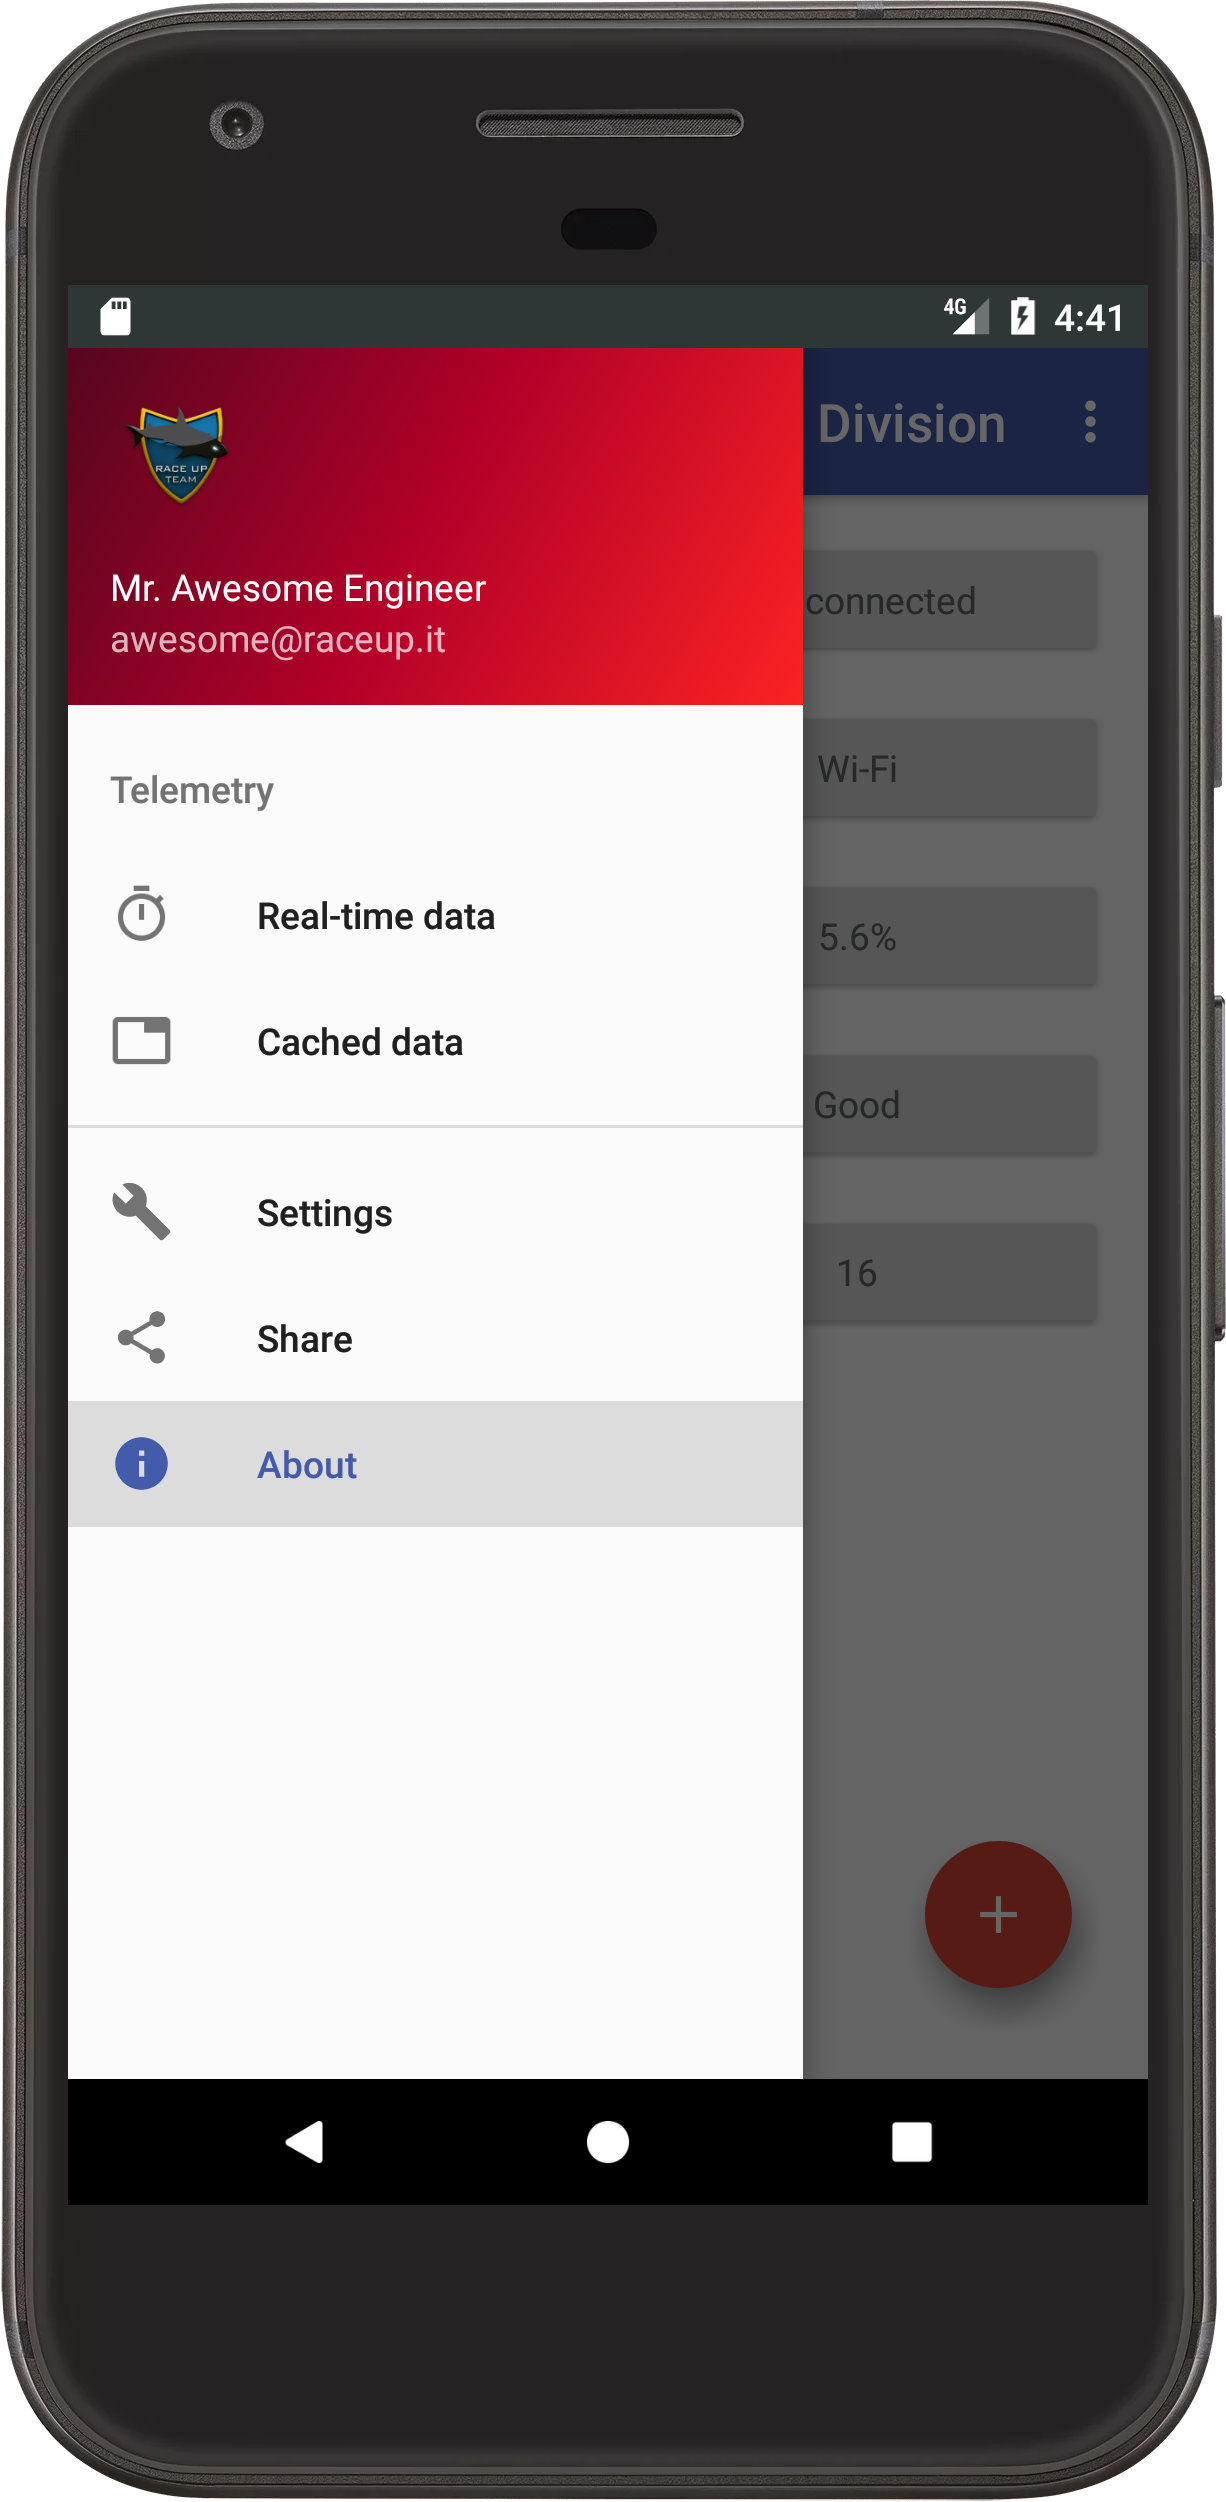 4G
4:41
RACE UP
TEAM
Division
Mr. Awesome Engineer
awesome@raceup.it
connected
Telemetry
Wi-Fi
Real-time data
5.6%
Cached data
Good
Settings
16
Share
About